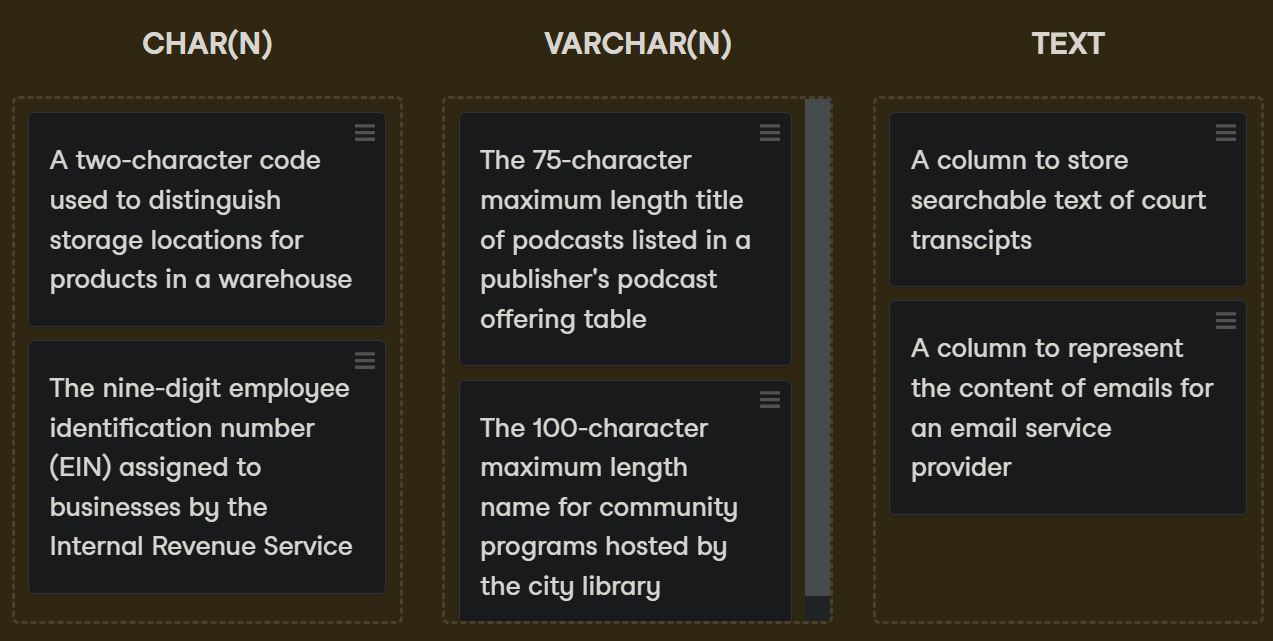 CHAR(N)
A two-character code
used to distinguish
storage locations for
products in a warehouse
The nine-digit employee
identification number
(EIN) assigned to
businesses by the
Internal Revenue Service
VARCHAR(N)
The 75-character
maximum length title
of podcasts listed in a
publisher's podcast
offering table
The 100-character
maximum length
name for community
programs hosted by
the city library
TEXT
A column to store
searchable text of court
transcipts
A column to represent
the content of emails for
an email service
provider